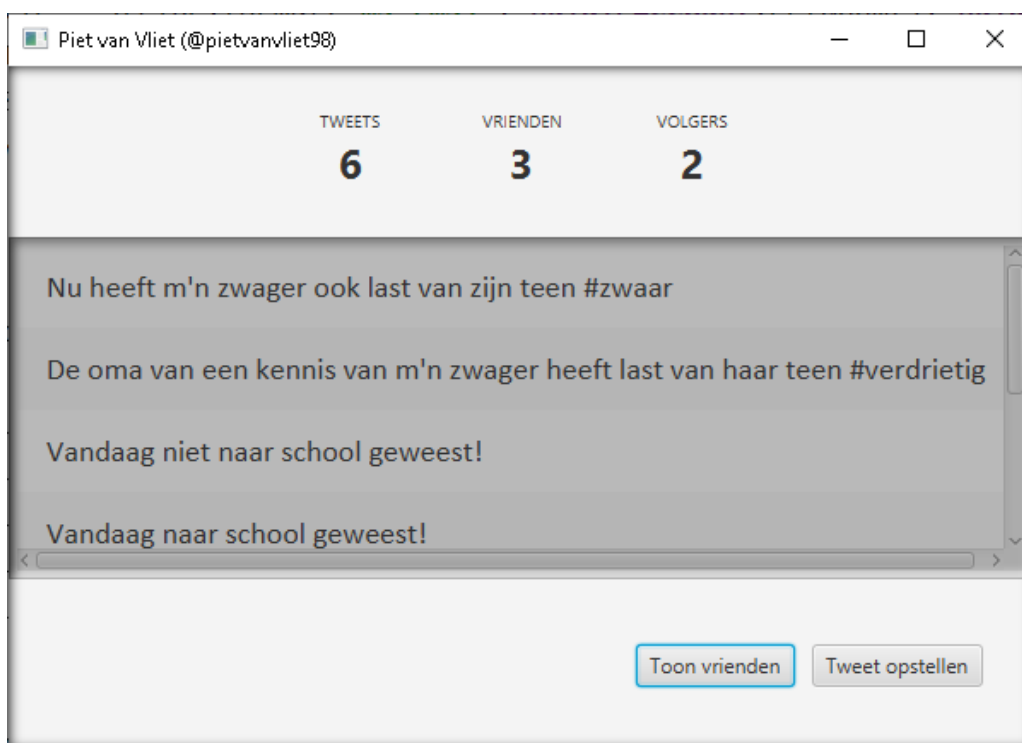 Piet van Vliet (@pietvanvliet98)
TWEETS VRIENDEN VOLGERS
6 3 2
Nu heeft m'n zwager ook last van zijn teen #zwaar
De oma van een kennis van m'n zwager heeft last van haar teen #verdrietig
Vandaag niet naar school geweest!
Vandaag naar school geweest!
Toon vrienden Tweet opstellen